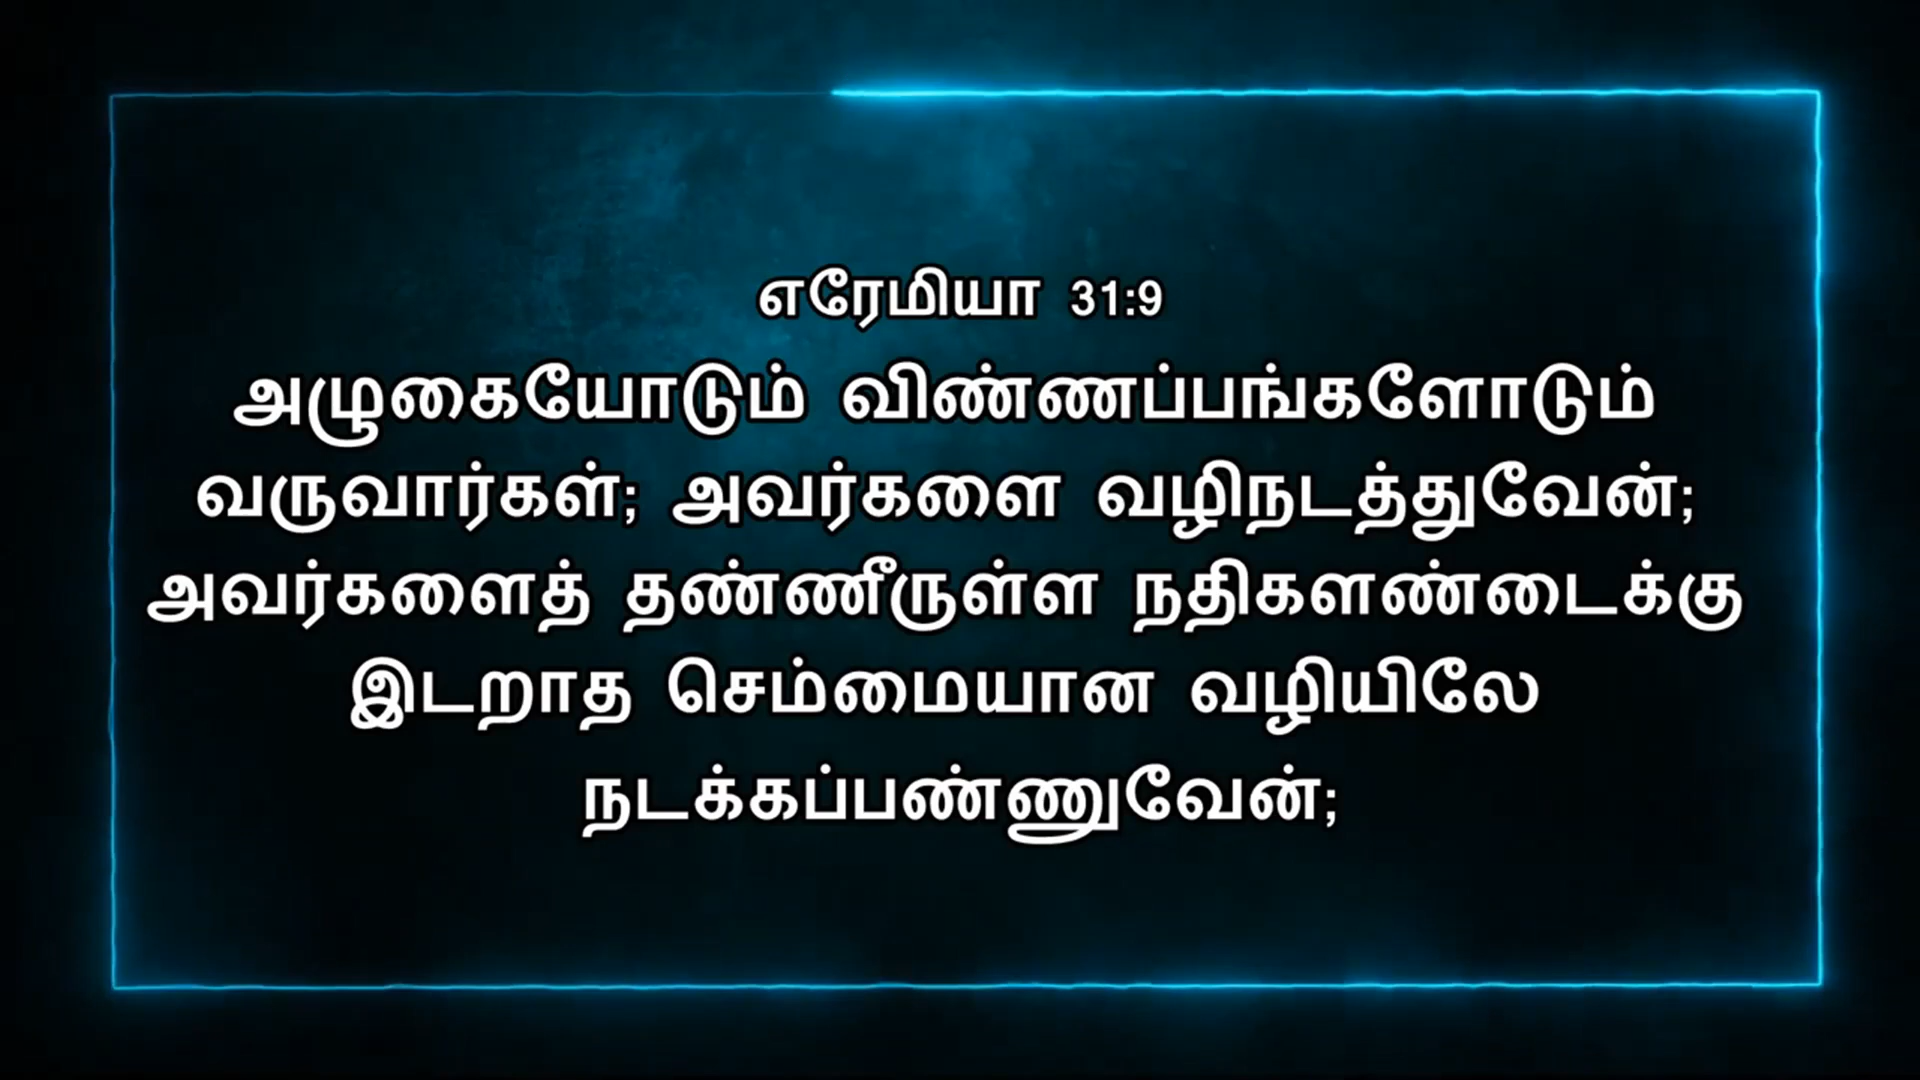 எரேமியா 31:9
அழுகையோடும் விண்ணப்பங்களோடும்
வருவார்கள்; அவர்களை வழிநடத்துவேன்;
அவர்களைத் தண்ணீருள்ள நதிகளண்டைக்கு
இடறாத செம்மையான வழியிலே
நடக்கப்பண்ணுவேன்;